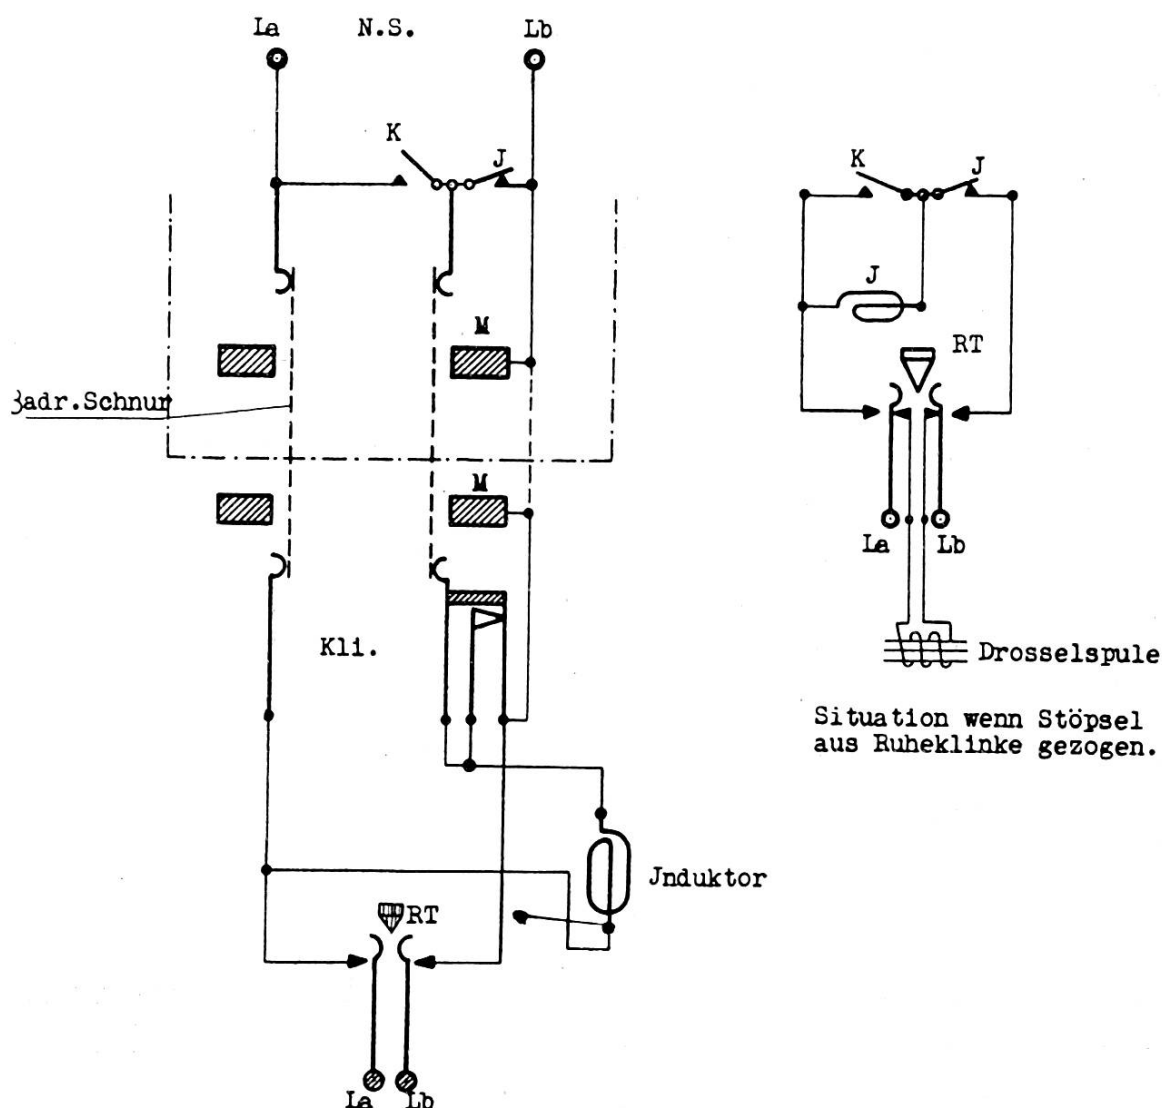 La N.S. Lb
K
J
M
3adr.Schnur
M
Kli.
Jnduktor
RT
La Lb
K
J
J
RT
La Lb
Drosselspule
Situation wenn Stöpsel
aus Ruheklinke gezogen.